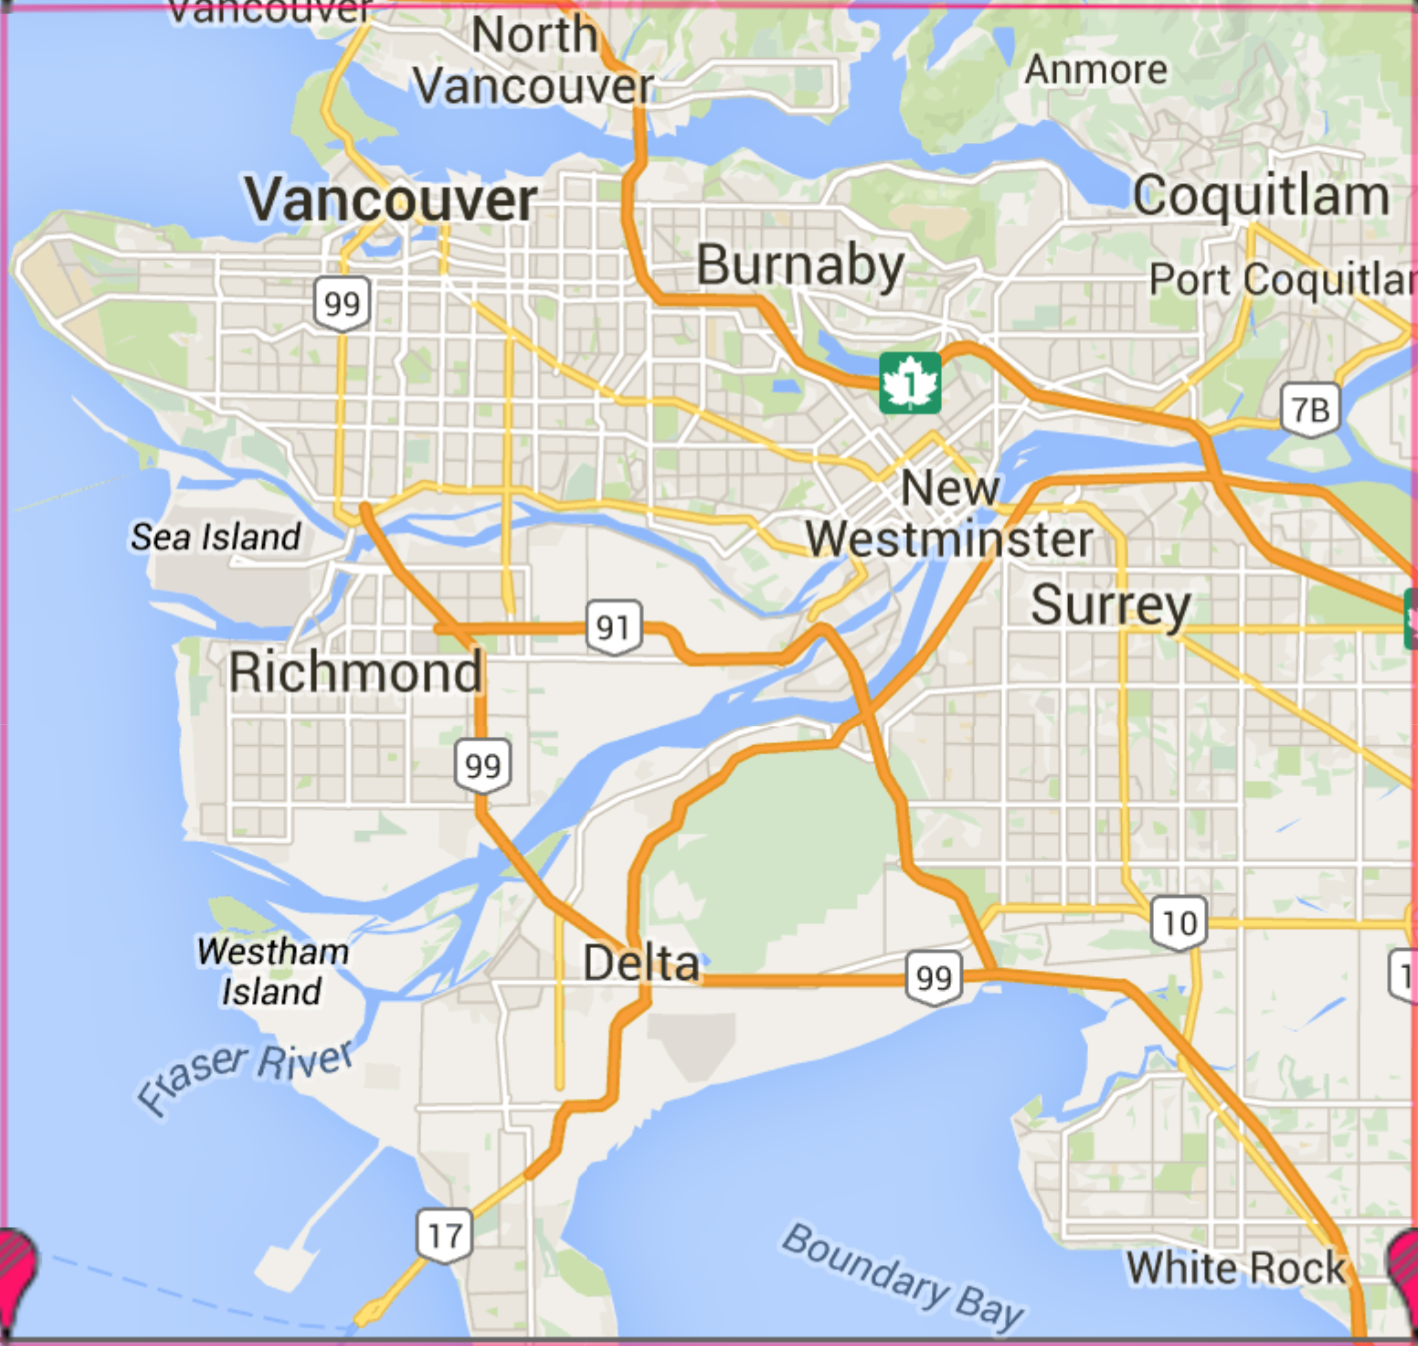 Vancouver
North
Vancouver
Anmore
Vancouver
Coquitlam
Burnaby
Port Coquitlar
99
1
7B
New
Westminster
Sea Island
Surrey
91
Richmond
99
10
Westham
Island
Delta
99
1
Fraser River
17
Boundary Bay
White Rock